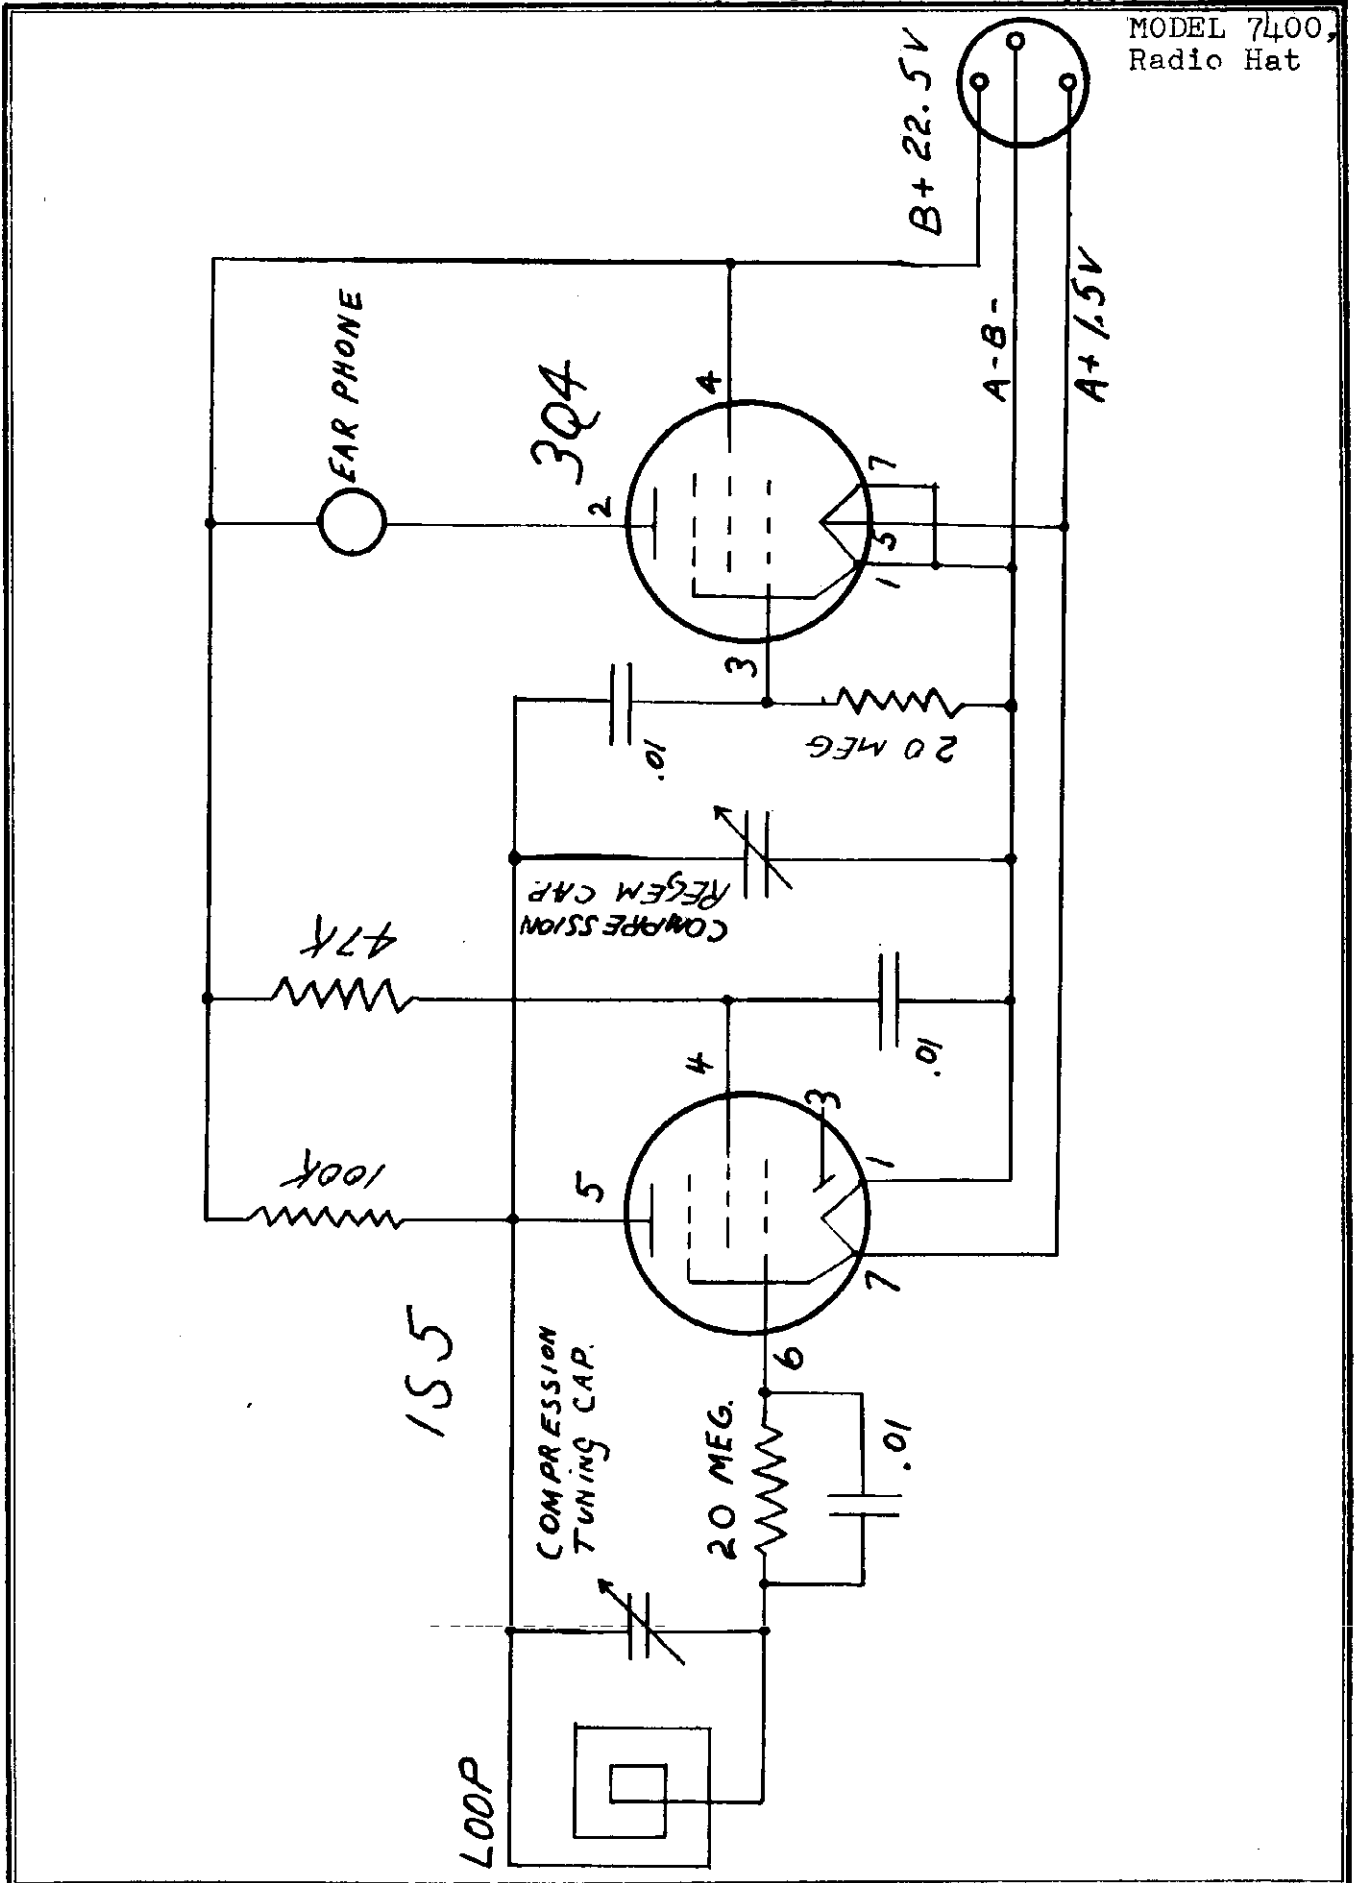 MODEL 7400,
Radio Hat
B+ 22.5V
A-B-
A+ 1.5V
EAR PHONE
3Q4
2
4
3
7
5
1
.01
20 MEG
COMPRESSION
REGEM CAP
47K
.01
100K
1S5
5
4
3
1
7
6
COMPRESSION
TUNING CAP.
20 MEG.
.01
LOOP